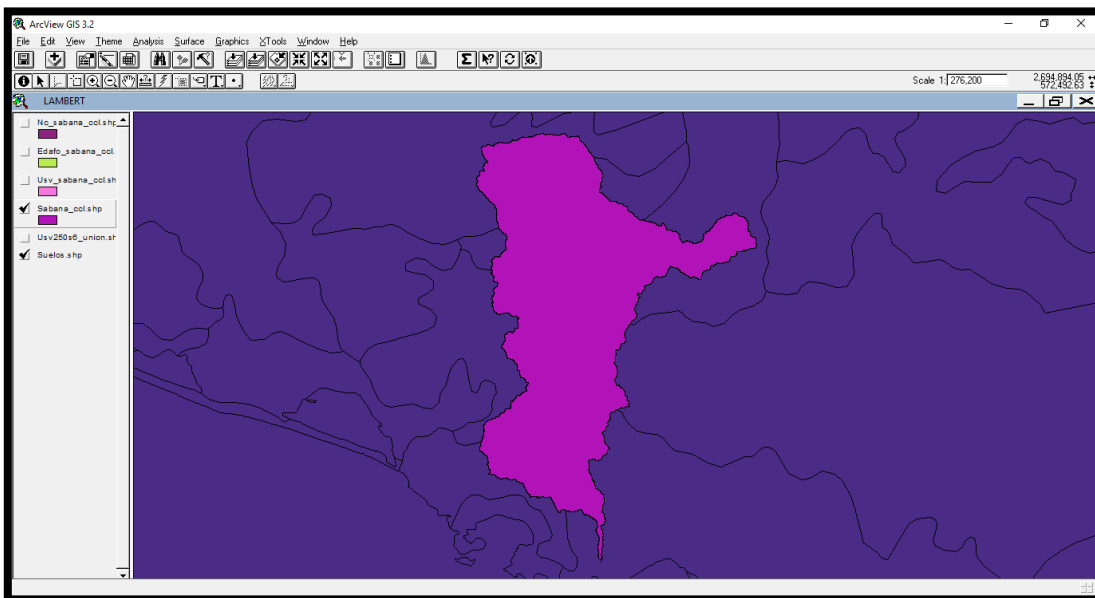 ArcView GIS 3.2
File Edit View Theme Analysis Surface Graphics XTools Window Help
Scale 1: 276,200
2,694,894.05
572,492.63
LAMBERT
Nc_sabana_ccl.shp
Edafo_sabana_ccl.
Usv_sabana_ccl.sh
Sabana_ccl.shp
Usv250s6_union.sh
Suelos.shp